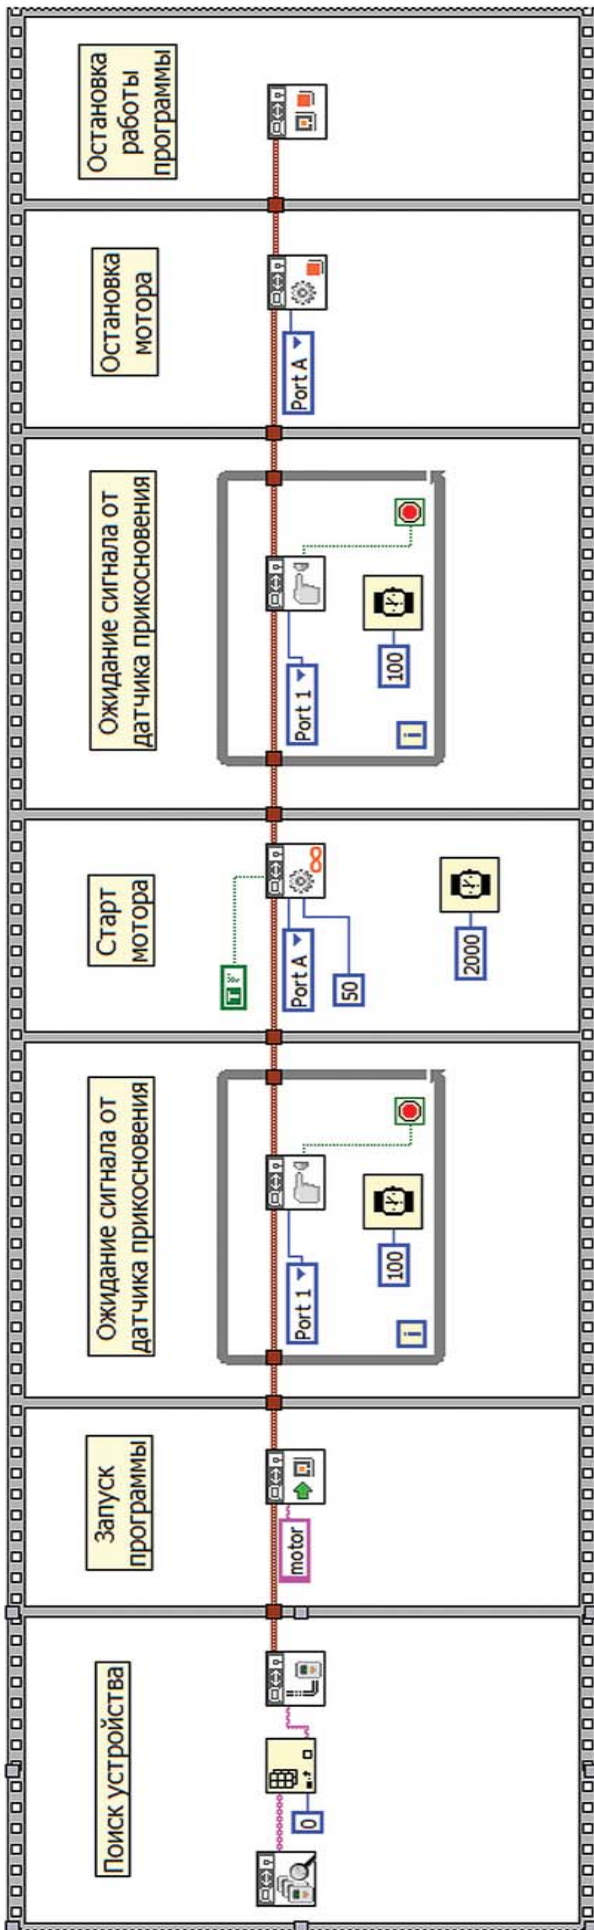 Поиск устройства
0
Запуск
программы
motor
Ожидание сигнала от
датчика прикосновения
Port 1
100
i
Старт
мотора
T
Port A
50
2000
Ожидание сигнала от
датчика прикосновения
Port 1
100
i
Остановка
мотора
Port A
Остановка
работы
программы